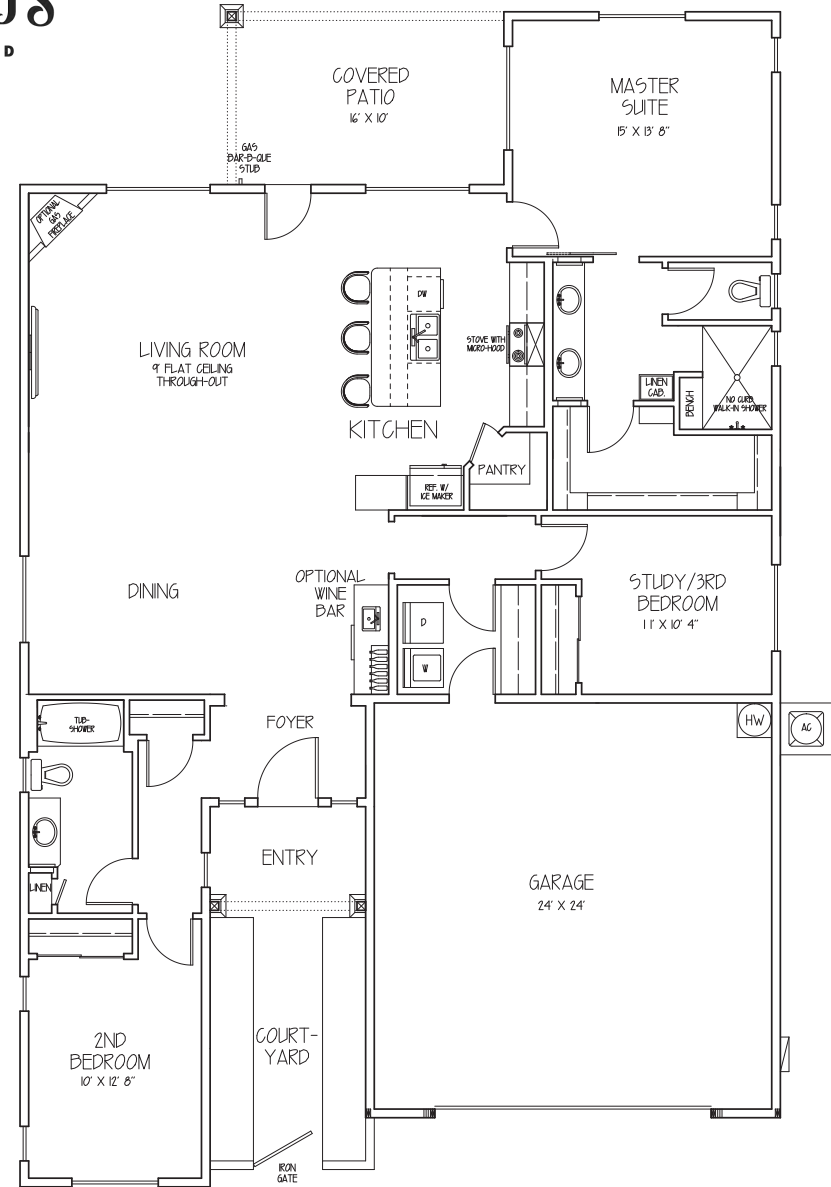 D
COVERED
PATIO
16' X 10'
MASTER
SUITE
15' X 13' 8"
GAS
BAR-B-QUE
STUB
OPTIONAL
GAS
FIREPLACE
DW
LIVING ROOM
9' FLAT CEILING
THROUGH-OUT
STOVE WITH
MICRO-HOOD
LINEN
CAB.
BENCH
NO CURB
WALK-IN SHOWER
KITCHEN
PANTRY
REF. W/
ICE MAKER
DINING
OPTIONAL
WINE
BAR
D
W
STUDY/3RD
BEDROOM
11' X 10' 4"
TUB-
SHOWER
FOYER
HW
AC
ENTRY
LINEN
GARAGE
24' X 24'
2ND
BEDROOM
10' X 12' 8"
COURT-
YARD
IRON
GATE